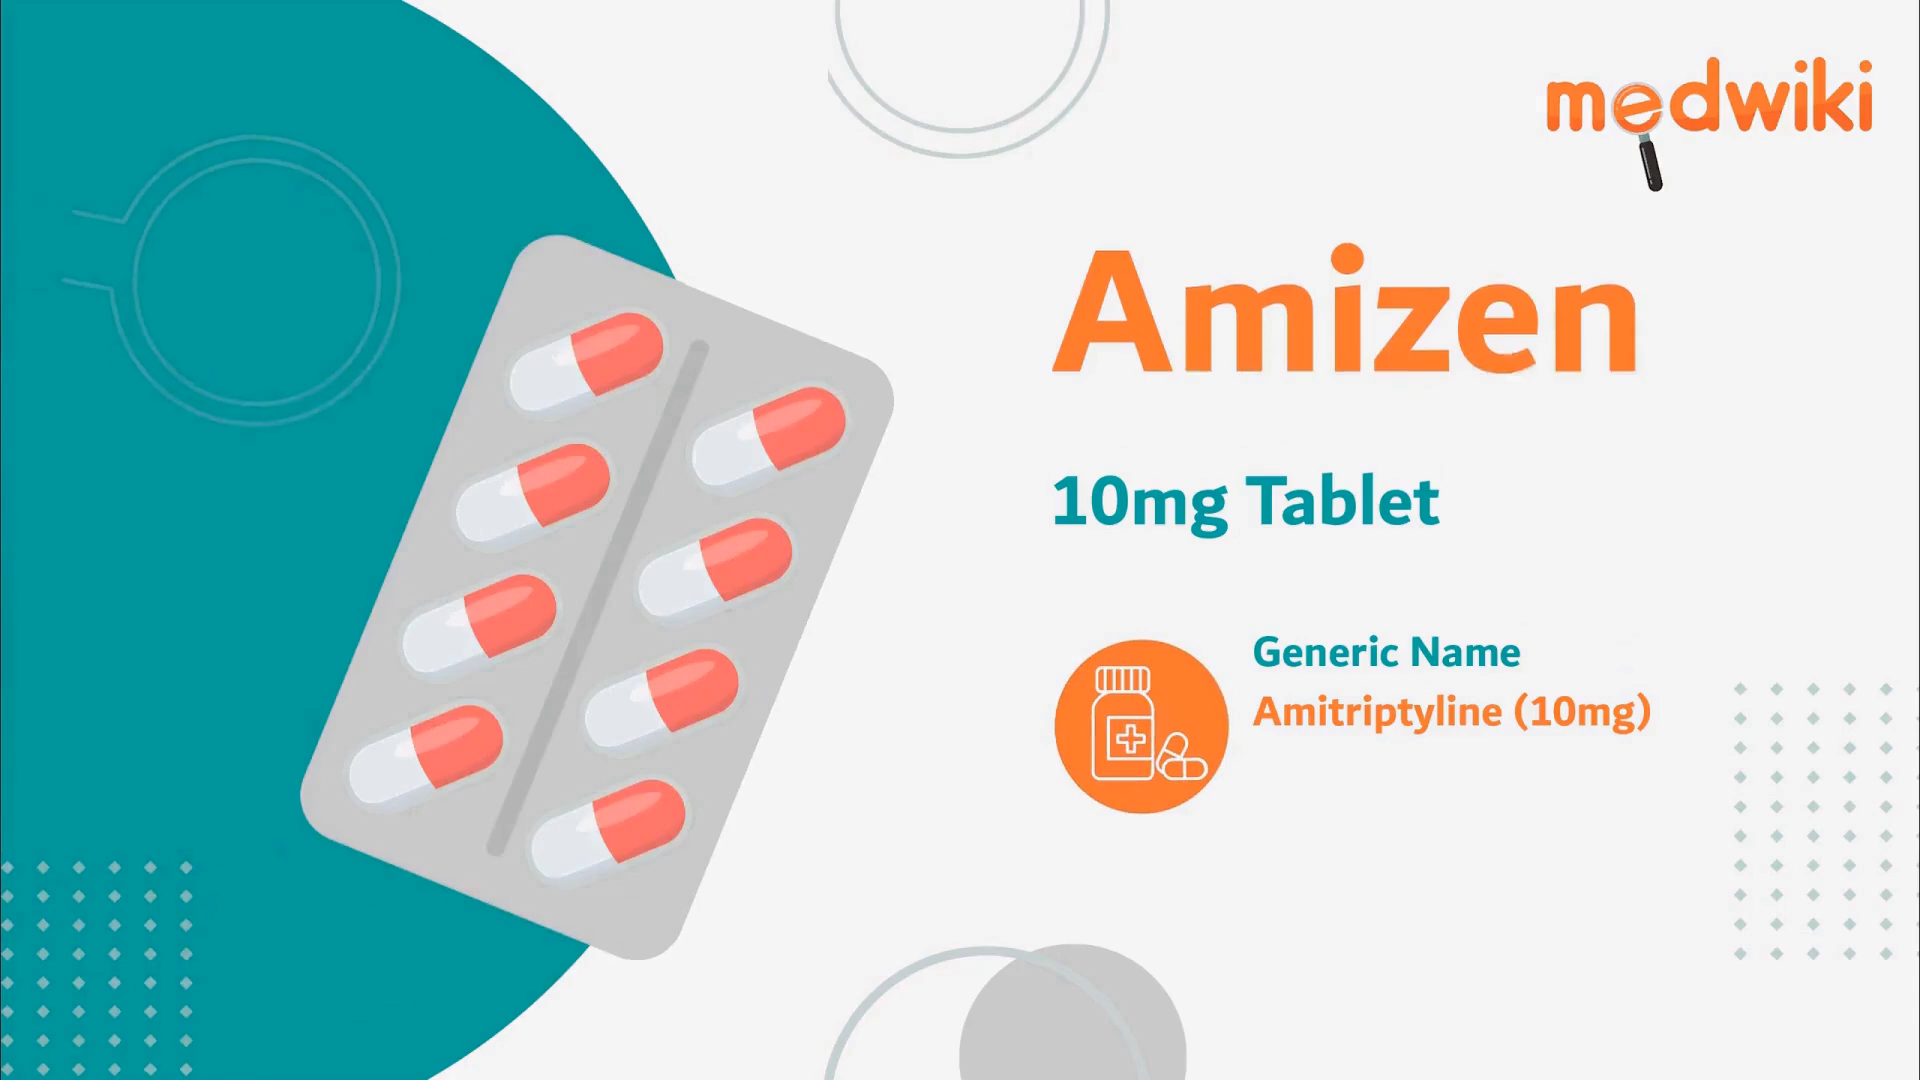 medwiki
Amizen
10mg Tablet
Generic Name
Amitriptyline (10mg)